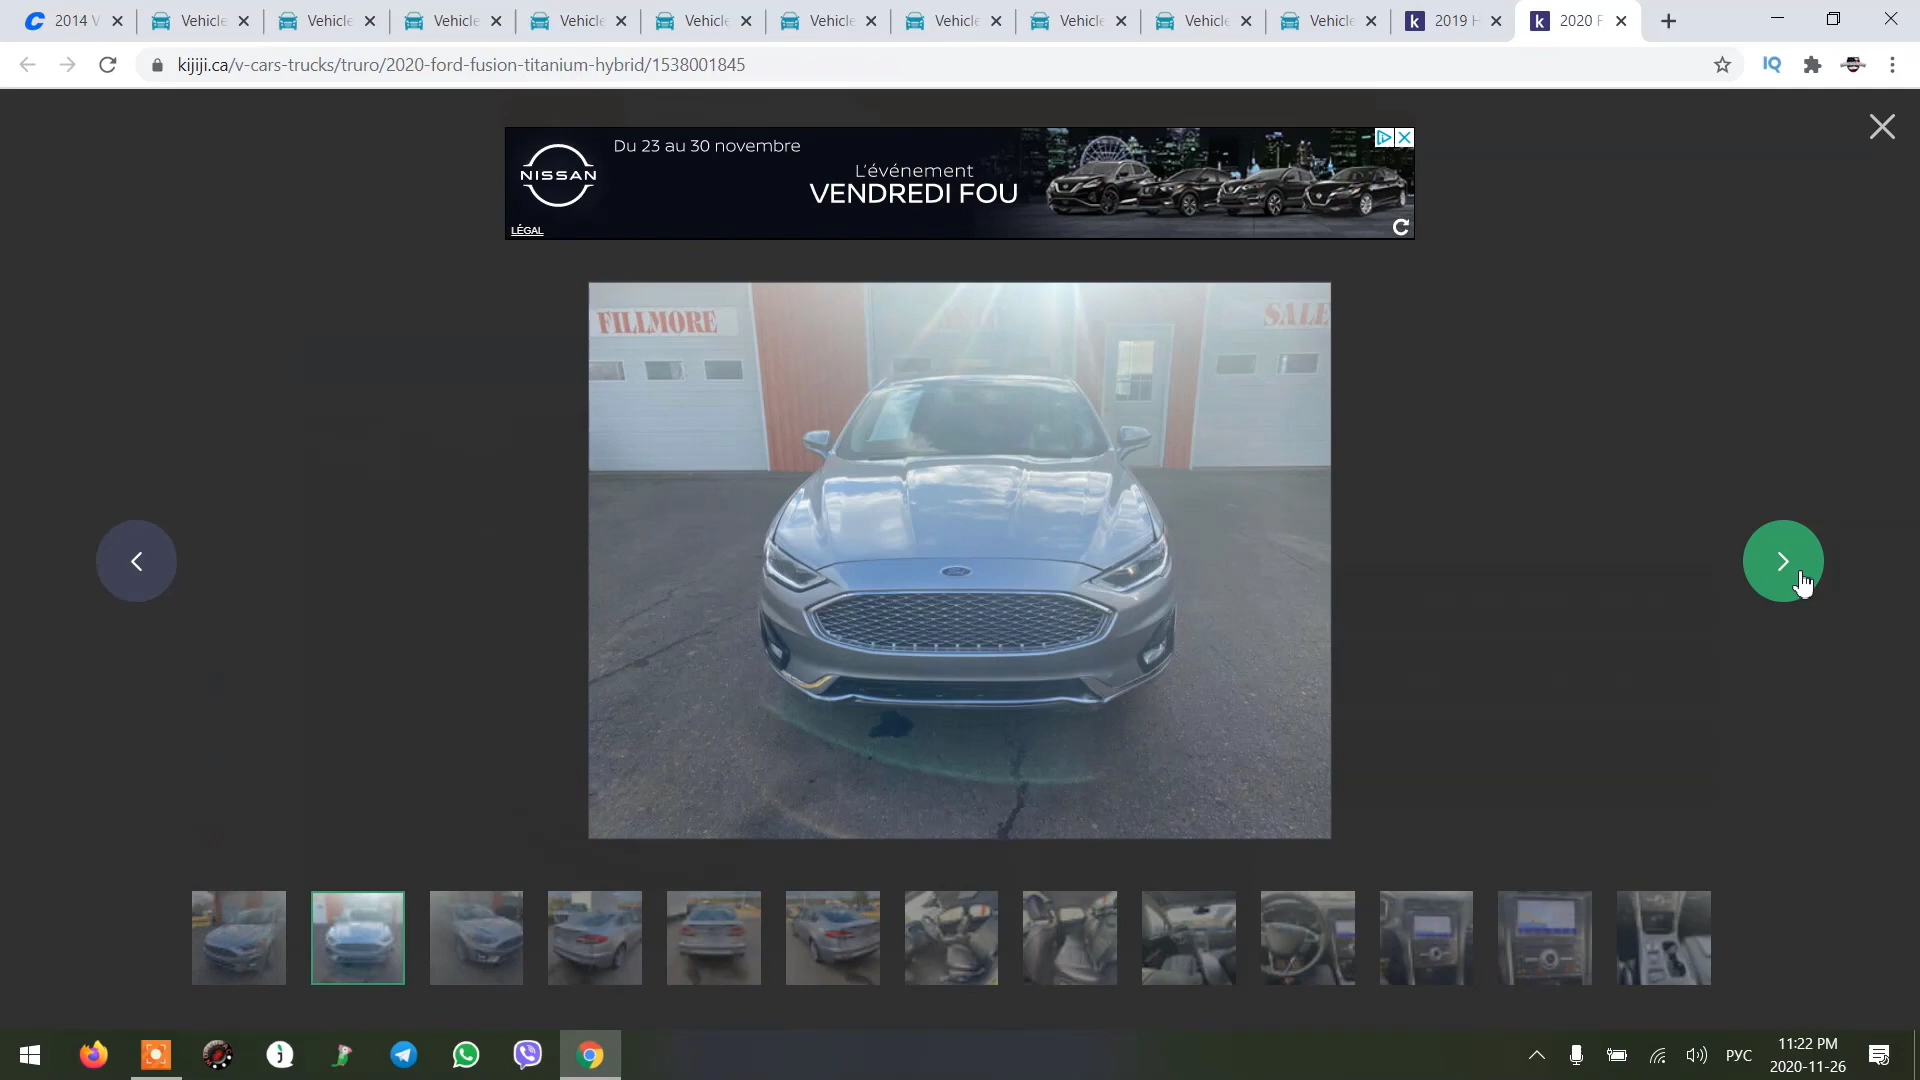 2014 V
Vehicle
Vehicle
Vehicle
Vehicle
Vehicle
Vehicle
Vehicle
Vehicle
Vehicle
Vehicle
2019 H
2020 F
kijiji.ca/v-cars-trucks/truro/2020-ford-fusion-titanium-hybrid/1538001845
IQ
Du 23 au 30 novembre
NISSAN
L'événement
VENDREDI FOU
LÉGAL
FILLMORE
SALE
Ford
РУС
11:22 PM
2020-11-26